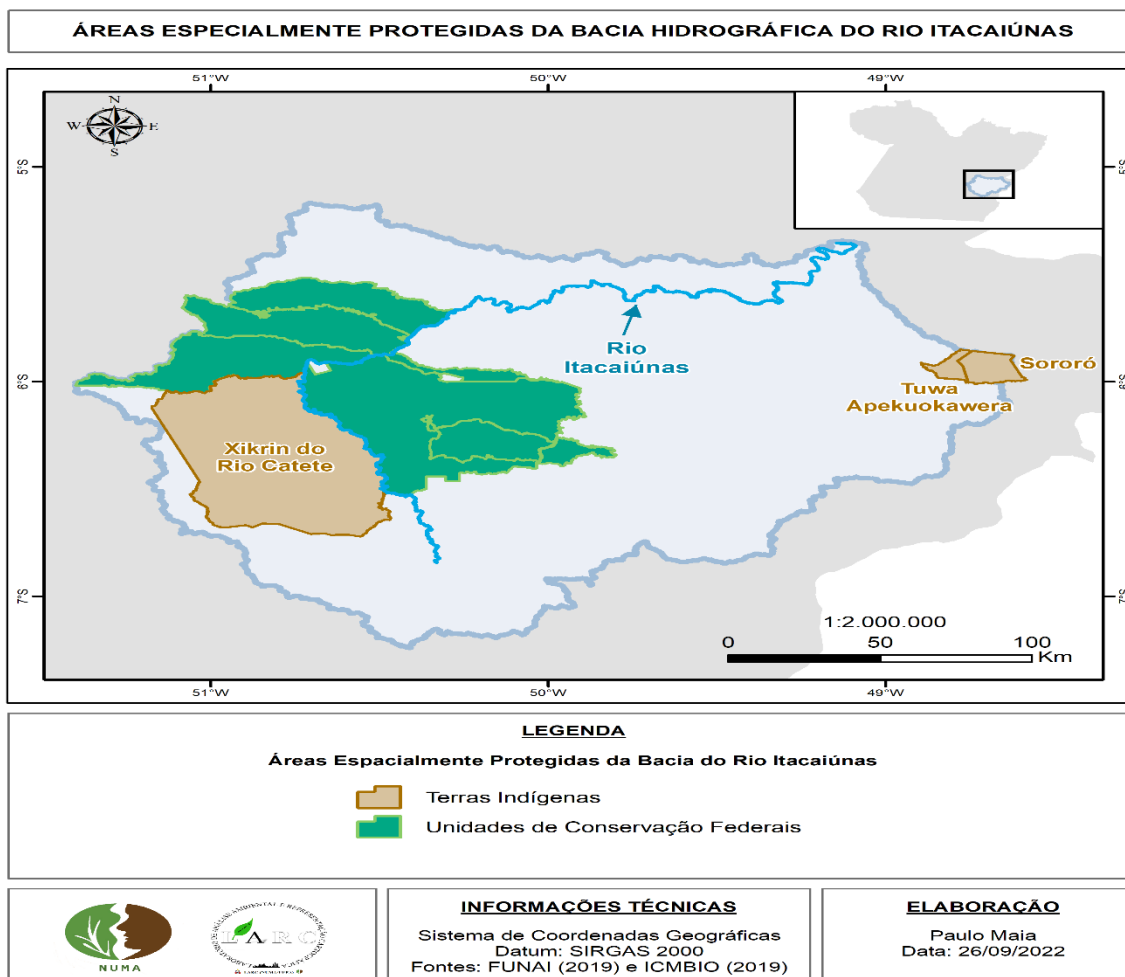 ÁREAS ESPECIALMENTE PROTEGIDAS DA BACIA HIDROGRÁFICA DO RIO ITACAIÚNAS
51°W
50°W
49°W
N
W
E
S
5°S
5°S
6°S
6°S
7°S
7°S
Rio
Itacaiúnas
Sororó
Tuwa
Apekuokawera
Xikrin do
Rio Catete
1:2.000.000
0 50 100
Km
51°W
50°W
49°W
LEGENDA
Áreas Espacialmente Protegidas da Bacia do Rio Itacaiúnas
Terras Indígenas
Unidades de Conservação Federais
NUMA
LARC
INFORMAÇÕES TÉCNICAS
Sistema de Coordenadas Geográficas
Datum: SIRGAS 2000
Fontes: FUNAI (2019) e ICMBIO (2019)
ELABORAÇÃO
Paulo Maia
Data: 26/09/2022